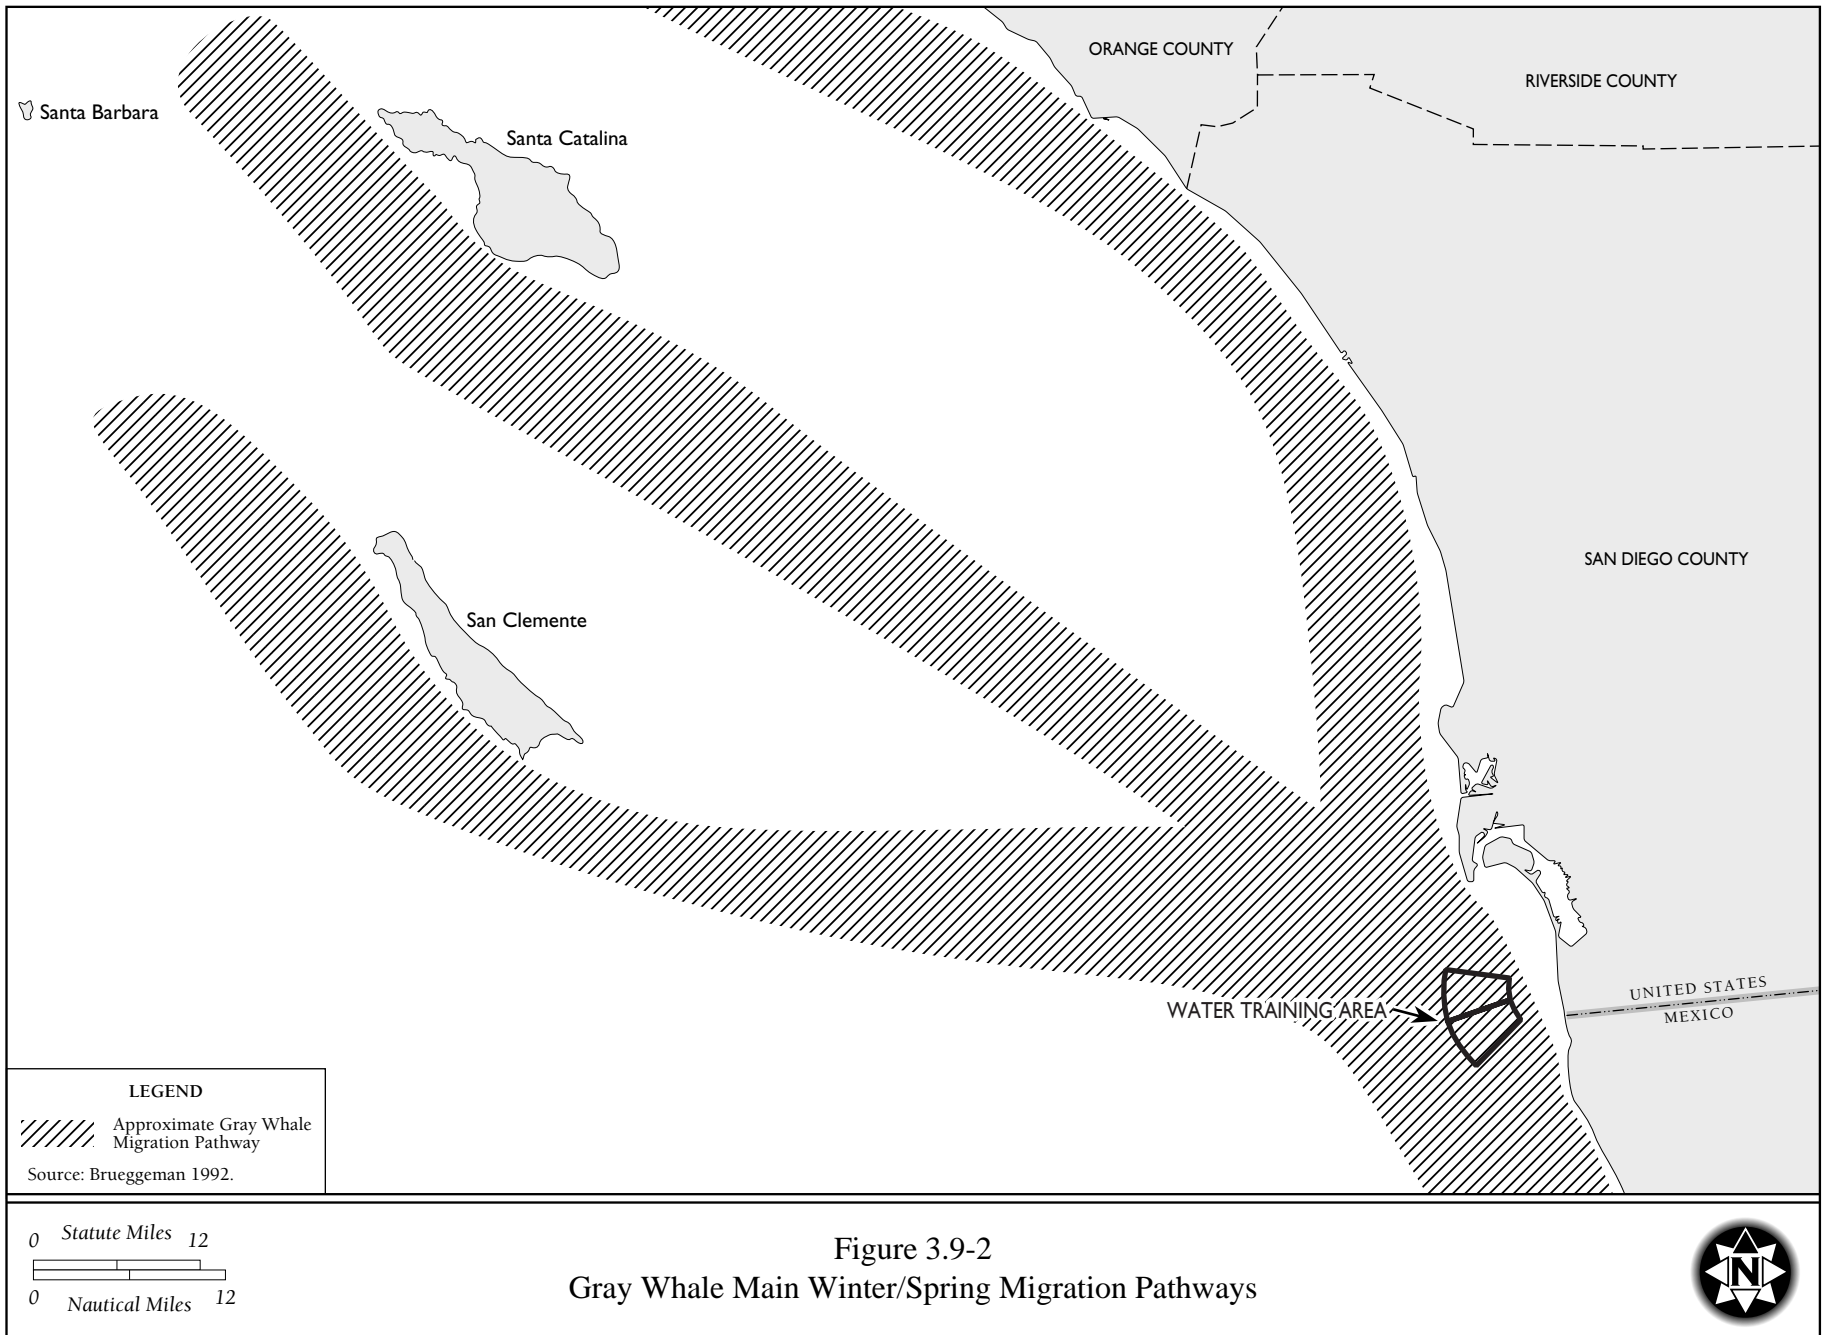 ORANGE COUNTY
RIVERSIDE COUNTY
Santa Barbara
Santa Catalina
SAN DIEGO COUNTY
San Clemente
UNITED STATES
WATER TRAINING AREA
MEXICO
LEGEND
Approximate Gray Whale
Migration Pathway
Source: Brueggeman 1992.
0 Statute Miles 12
0 Nautical Miles 12
Figure 3.9-2
Gray Whale Main Winter/Spring Migration Pathways
N